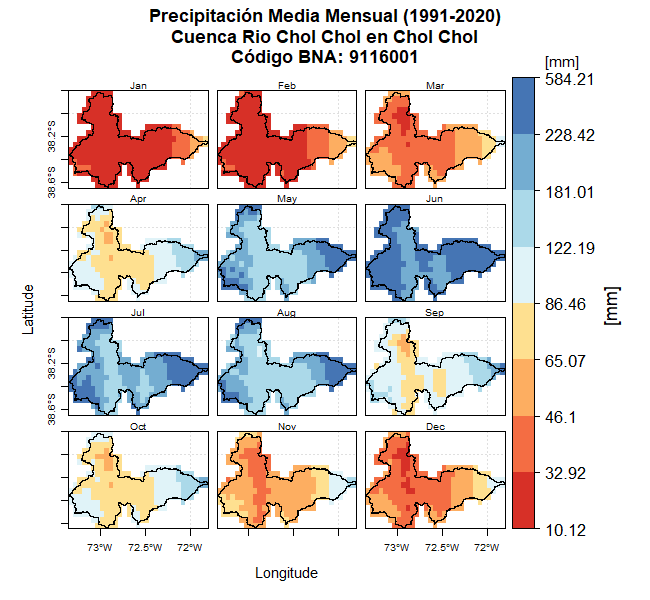 Precipitación Media Mensual (1991-2020)
Cuenca Rio Chol Chol en Chol Chol
Código BNA: 9116001
[mm]
Jan
Feb
Mar
584.21
38.2°S
38.6°S
228.42
Apr
May
Jun
181.01
122.19
Latitude
86.46
[mm]
Jul
Aug
Sep
65.07
38.2°S
38.6°S
46.1
Oct
Nov
Dec
32.92
10.12
73°W
72.5°W
72°W
73°W
72.5°W
72°W
Longitude